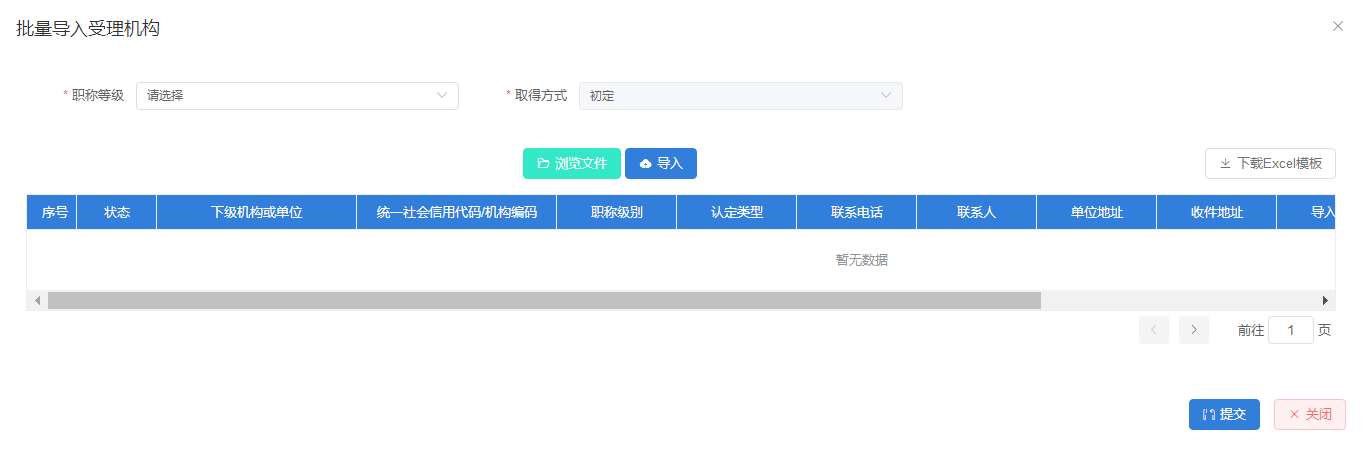 批量导入受理机构
* 职称等级 请选择 * 取得方式 初定
浏览文件 导入 下载Excel模板
序号 状态 下级机构或单位 统一社会信用代码/机构编码 职称级别 认定类型 联系电话 联系人 单位地址 收件地址 导入
暂无数据
前往 1 页
提交 关闭